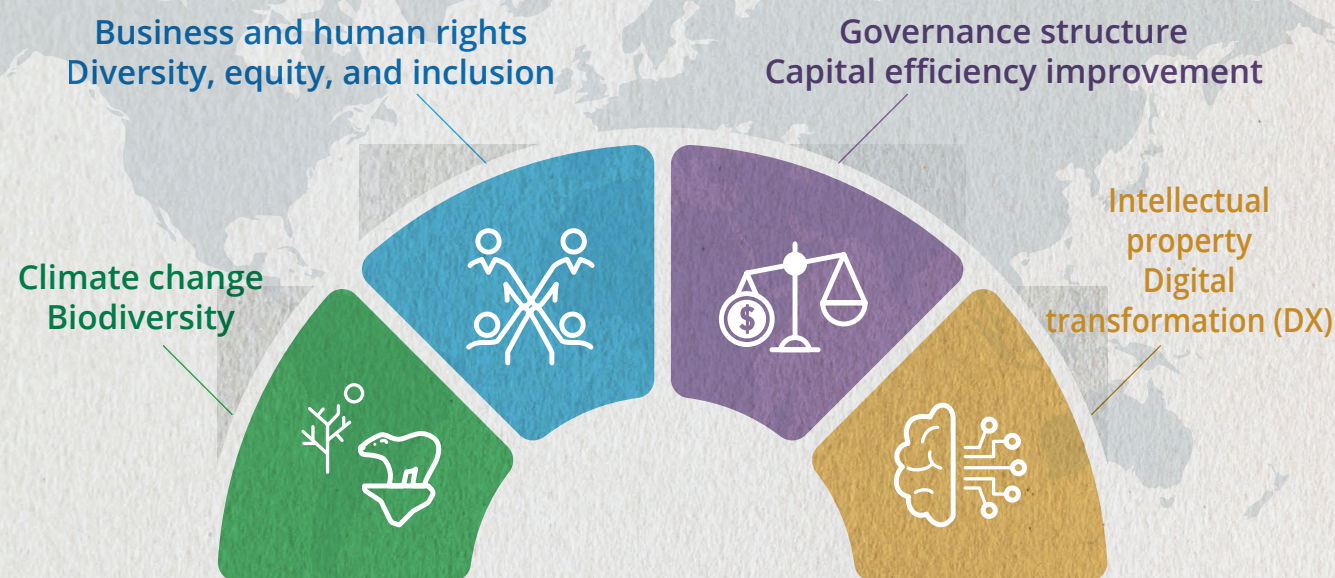 Business and human rights
Diversity, equity, and inclusion
Governance structure
Capital efficiency improvement
Intellectual
property
Digital
transformation (DX)
Climate change
Biodiversity
$